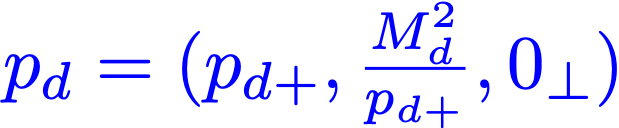 $p_d = (p_{d+}, \frac{M_d^2}{p_{d+}}, 0_\perp)$